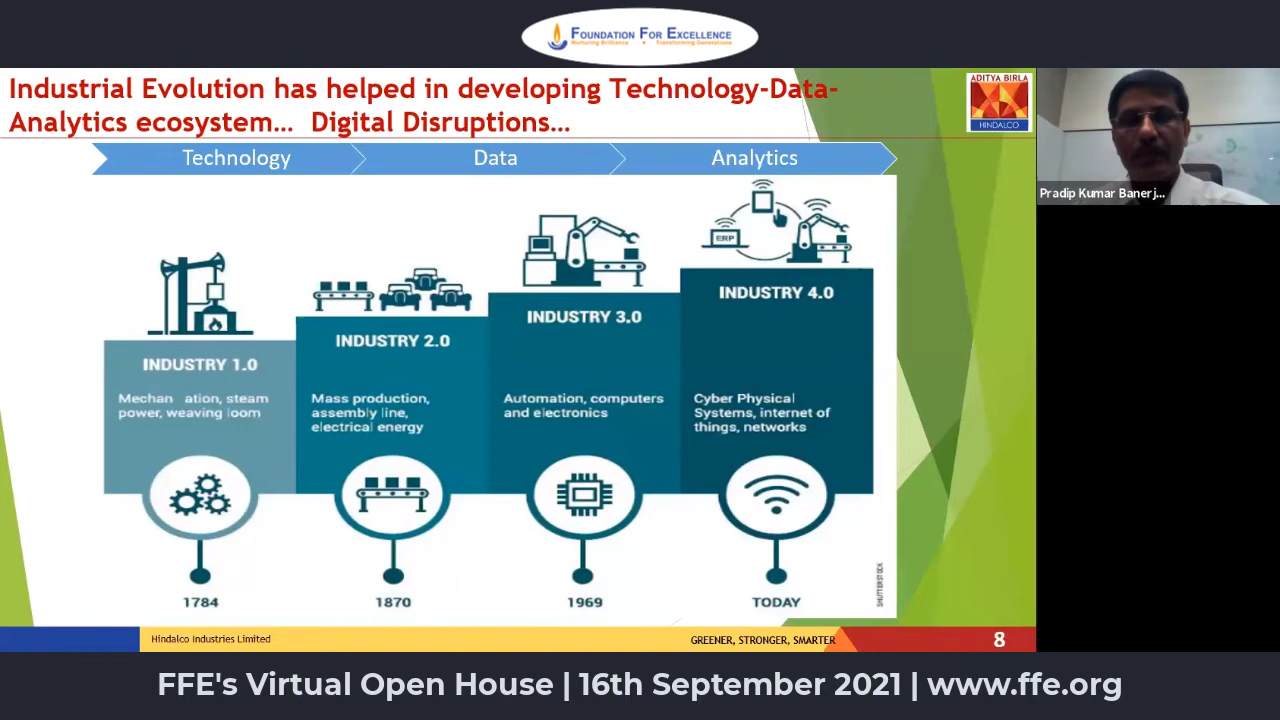 FOUNDATION FOR EXCELLENCE
Nurturing Brilliance • Transforming Generations
Industrial Evolution has helped in developing Technology-Data-
Analytics ecosystem... Digital Disruptions...
ADITYA BIRLA
HINDALCO
Pradip Kumar Banerj...
Technology
Data
Analytics
ERP
INDUSTRY 1.0
Mechan ation, steam
power, weaving loom
INDUSTRY 2.0
Mass production,
assembly line,
electrical energy
INDUSTRY 3.0
Automation, computers
and electronics
INDUSTRY 4.0
Cyber Physical
Systems, internet of
things, networks
1784
1870
1969
TODAY
SHUTTERSTOCK
Hindalco Industries Limited
GREENER, STRONGER, SMARTER
8
FFE's Virtual Open House | 16th September 2021 | www.ffe.org